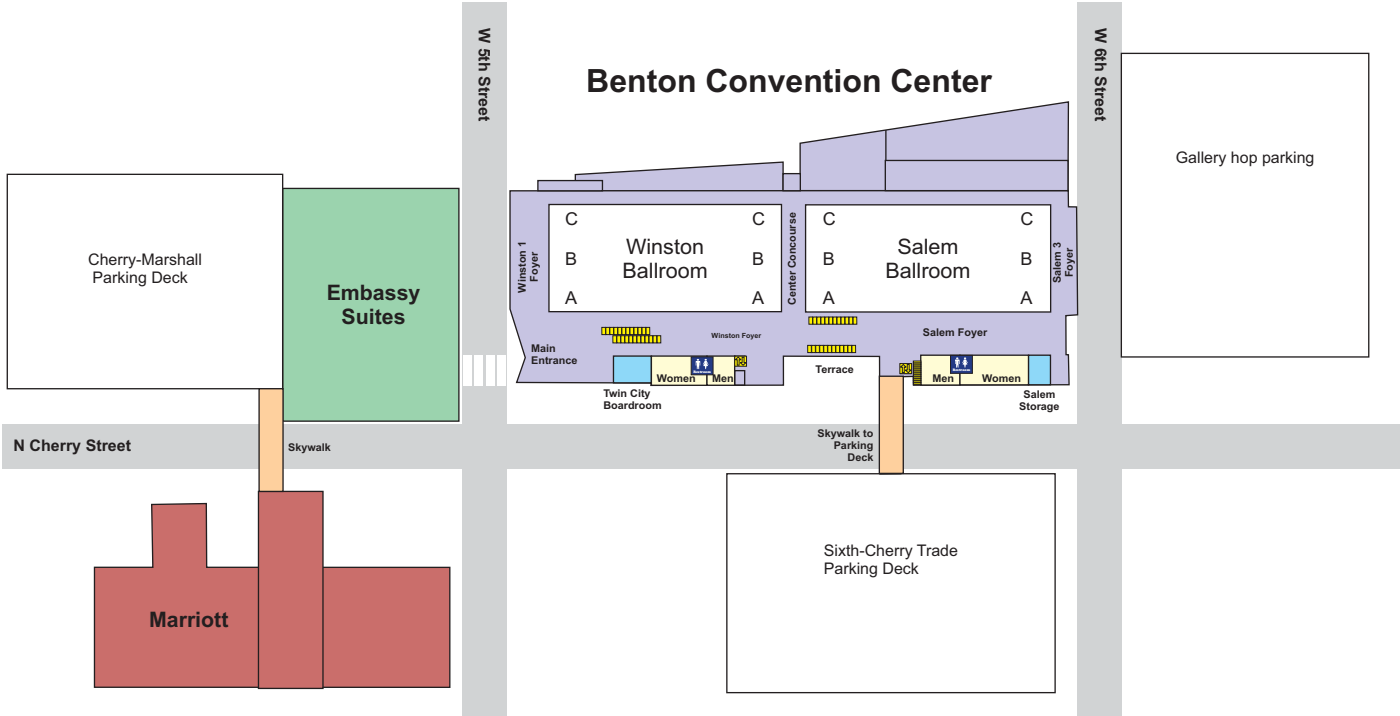 W 5th Street
W 6th Street
Benton Convention Center
Gallery hop parking
Cherry-Marshall
Parking Deck
Embassy
Suites
Winston 1
Foyer
C
B
A
Winston
Ballroom
C
B
A
Center Concourse
C
B
A
Salem
Ballroom
C
B
A
Salem 3
Foyer
Main
Entrance
Winston Foyer
Salem Foyer
Women
Men
Terrace
Men
Women
Twin City
Boardroom
Salem
Storage
N Cherry Street
Skywalk
Skywalk to
Parking
Deck
Sixth-Cherry Trade
Parking Deck
Marriott